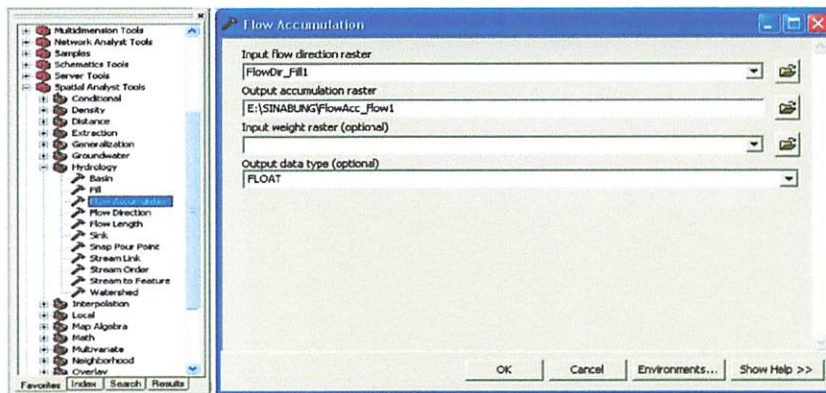 Multidimension Tools
Network Analyst Tools
Samples
Schematics Tools
Server Tools
Spatial Analyst Tools
Conditional
Density
Distance
Extraction
Generalization
Groundwater
Hydrology
Basin
Fill
Flow Accumulation
Flow Direction
Flow Length
Sink
Snap Pour Point
Stream Link
Stream Order
Stream to Feature
Watershed
Interpolation
Local
Map Algebra
Math
Multivariate
Neighborhood
Overlay
Favorites Index Search Results
Flow Accumulation
Input flow direction raster
FlowDir_Fill1
Output accumulation raster
E:\SINABUNG\FlowAcc_Flow1
Input weight raster (optional)
Output data type (optional)
FLOAT
OK Cancel Environments... Show Help >>